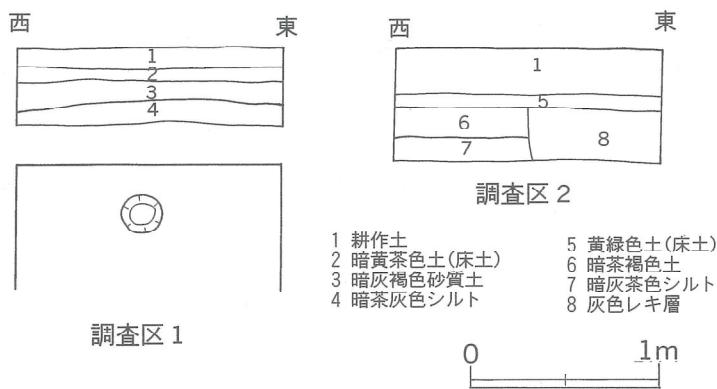 西 東
1
2
3
4
調査区1
西 東
1
5
6
8
7
調査区2
1 耕作土
2 暗黄茶色土(床土)
3 暗灰褐色砂質土
4 暗茶灰色シルト
5 黄緑色土(床土)
6 暗茶褐色土
7 暗灰茶色シルト
8 灰色レキ層
0 1m